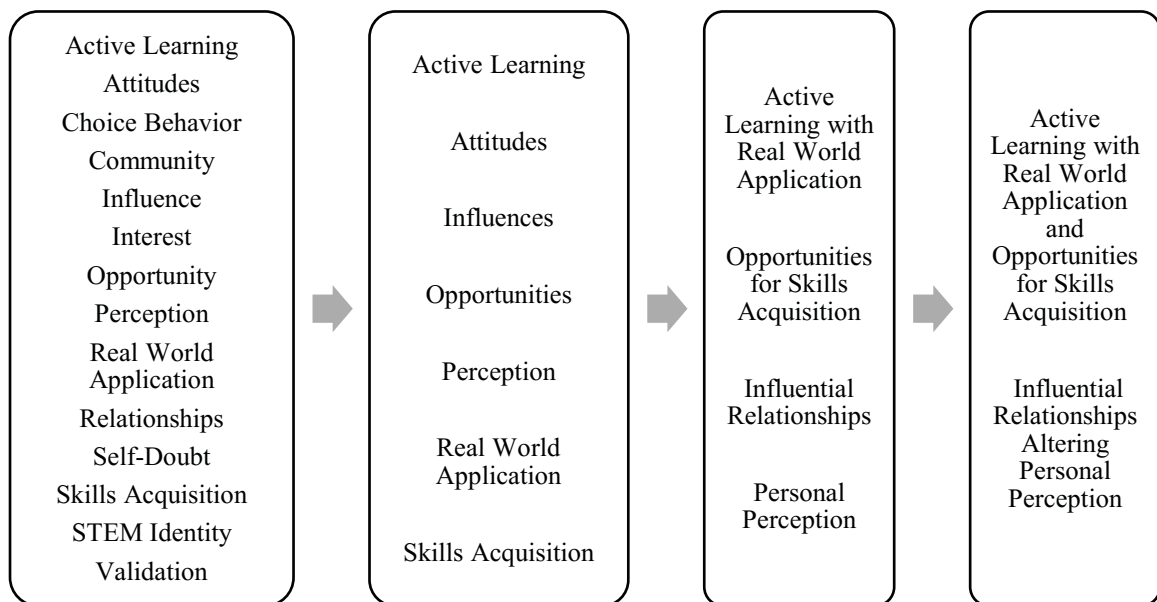 Active Learning
Attitudes
Choice Behavior
Community
Influence
Interest
Opportunity
Perception
Real World
Application
Relationships
Self-Doubt
Skills Acquisition
STEM Identity
Validation
Active Learning
Attitudes
Influences
Opportunities
Perception
Real World
Application
Skills Acquisition
Active
Learning with
Real World
Application
Opportunities
for Skills
Acquisition
Influential
Relationships
Personal
Perception
Active
Learning with
Real World
Application
and
Opportunities
for Skills
Acquisition
Influential
Relationships
Altering
Personal
Perception